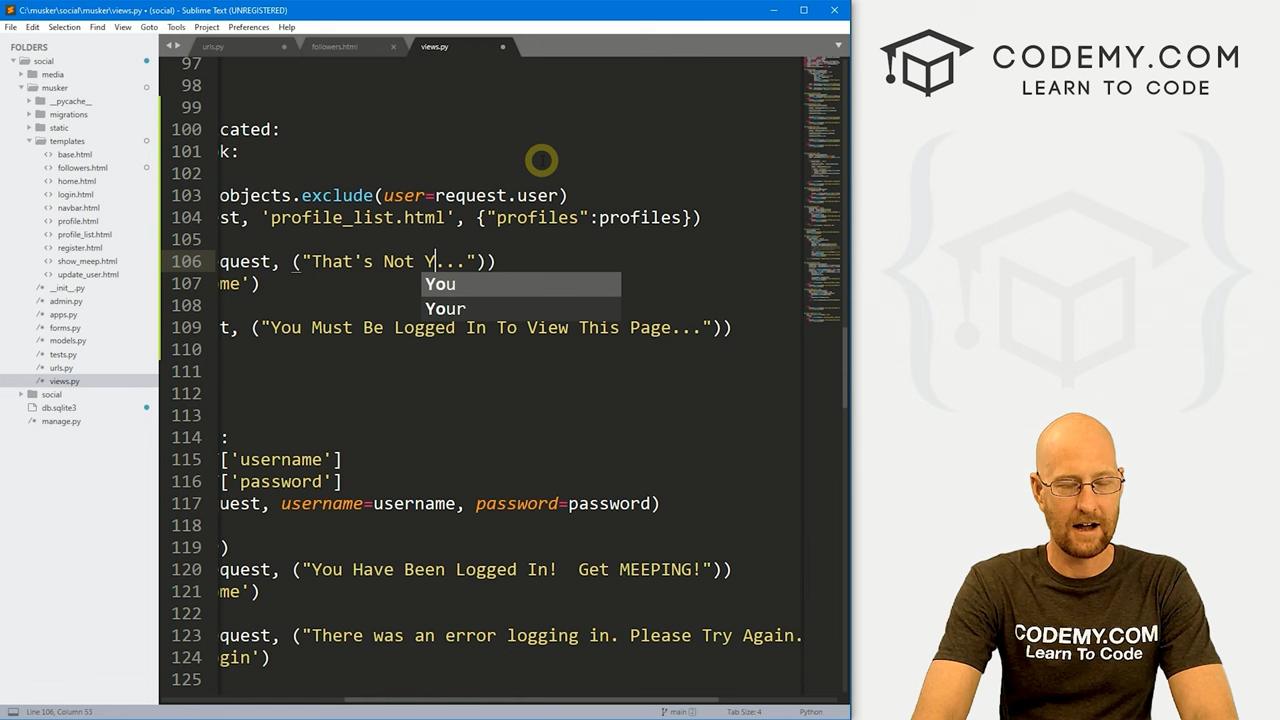 C:\musker\social\musker\views.py • (social) - Sublime Text (UNREGISTERED)
File Edit Selection Find View Goto Tools Project Preferences Help
FOLDERS
social
media
musker
__pycache__
migrations
static
templates
base.html
followers.html
home.html
login.html
navbar.html
profile.html
profile_list.html
register.html
show_meep.html
update_user.html
__init__.py
admin.py
apps.py
forms.py
models.py
tests.py
urls.py
views.py
social
db.sqlite3
manage.py
urls.py followers.html views.py
97
98
99
100 cated:
101 k:
102
103 objects.exclude(user=request.user)
104 st, 'profile_list.html', {"profiles":profiles})
105
106 quest, ("That's Not Y..."))
You
Your
107 me')
108
109 t, ("You Must Be Logged In To View This Page..."))
110
111
112
113
114 :
115 ['username']
116 ['password']
117 quest, username=username, password=password)
118
119 )
120 quest, ("You Have Been Logged In!  Get MEEPING!"))
121 me')
122
123 quest, ("There was an error logging in. Please Try Again.
124 gin')
125
Line 106, Column 53 main Tab Size: 4 Python
CODEMY.COM
LEARN TO CODE
CODEMY.COM
Learn To Code